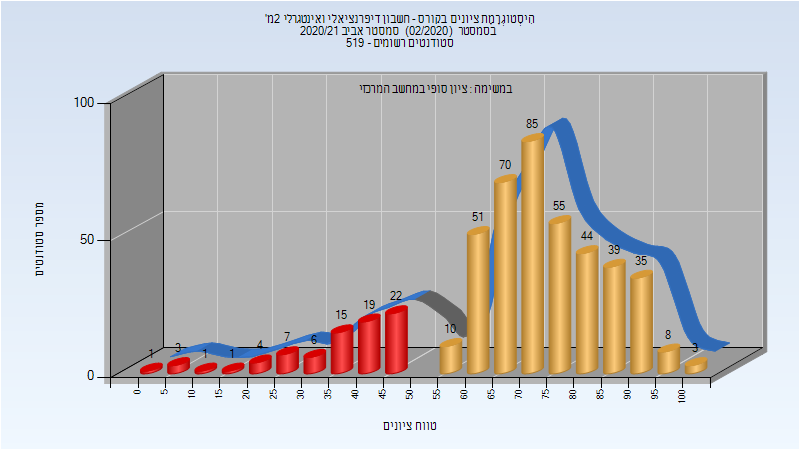 היסטוגרמת ציונים בקורס - חשבון דיפרנציאלי ואינטגרלי 2מ'
בסמסטר (02/2020) סמסטר אביב 2020/21
סטודנטים רשומים - 519
במשימה : ציון סופי במחשב המרכזי
100
50
0
מספר סטודנטים
1 3 1 1 4 7 6 15 19 22 10 51 70 85 55 44 39 35 8 3
0 5 10 15 20 25 30 35 40 45 50 55 60 65 70 75 80 85 90 95 100
טווח ציונים